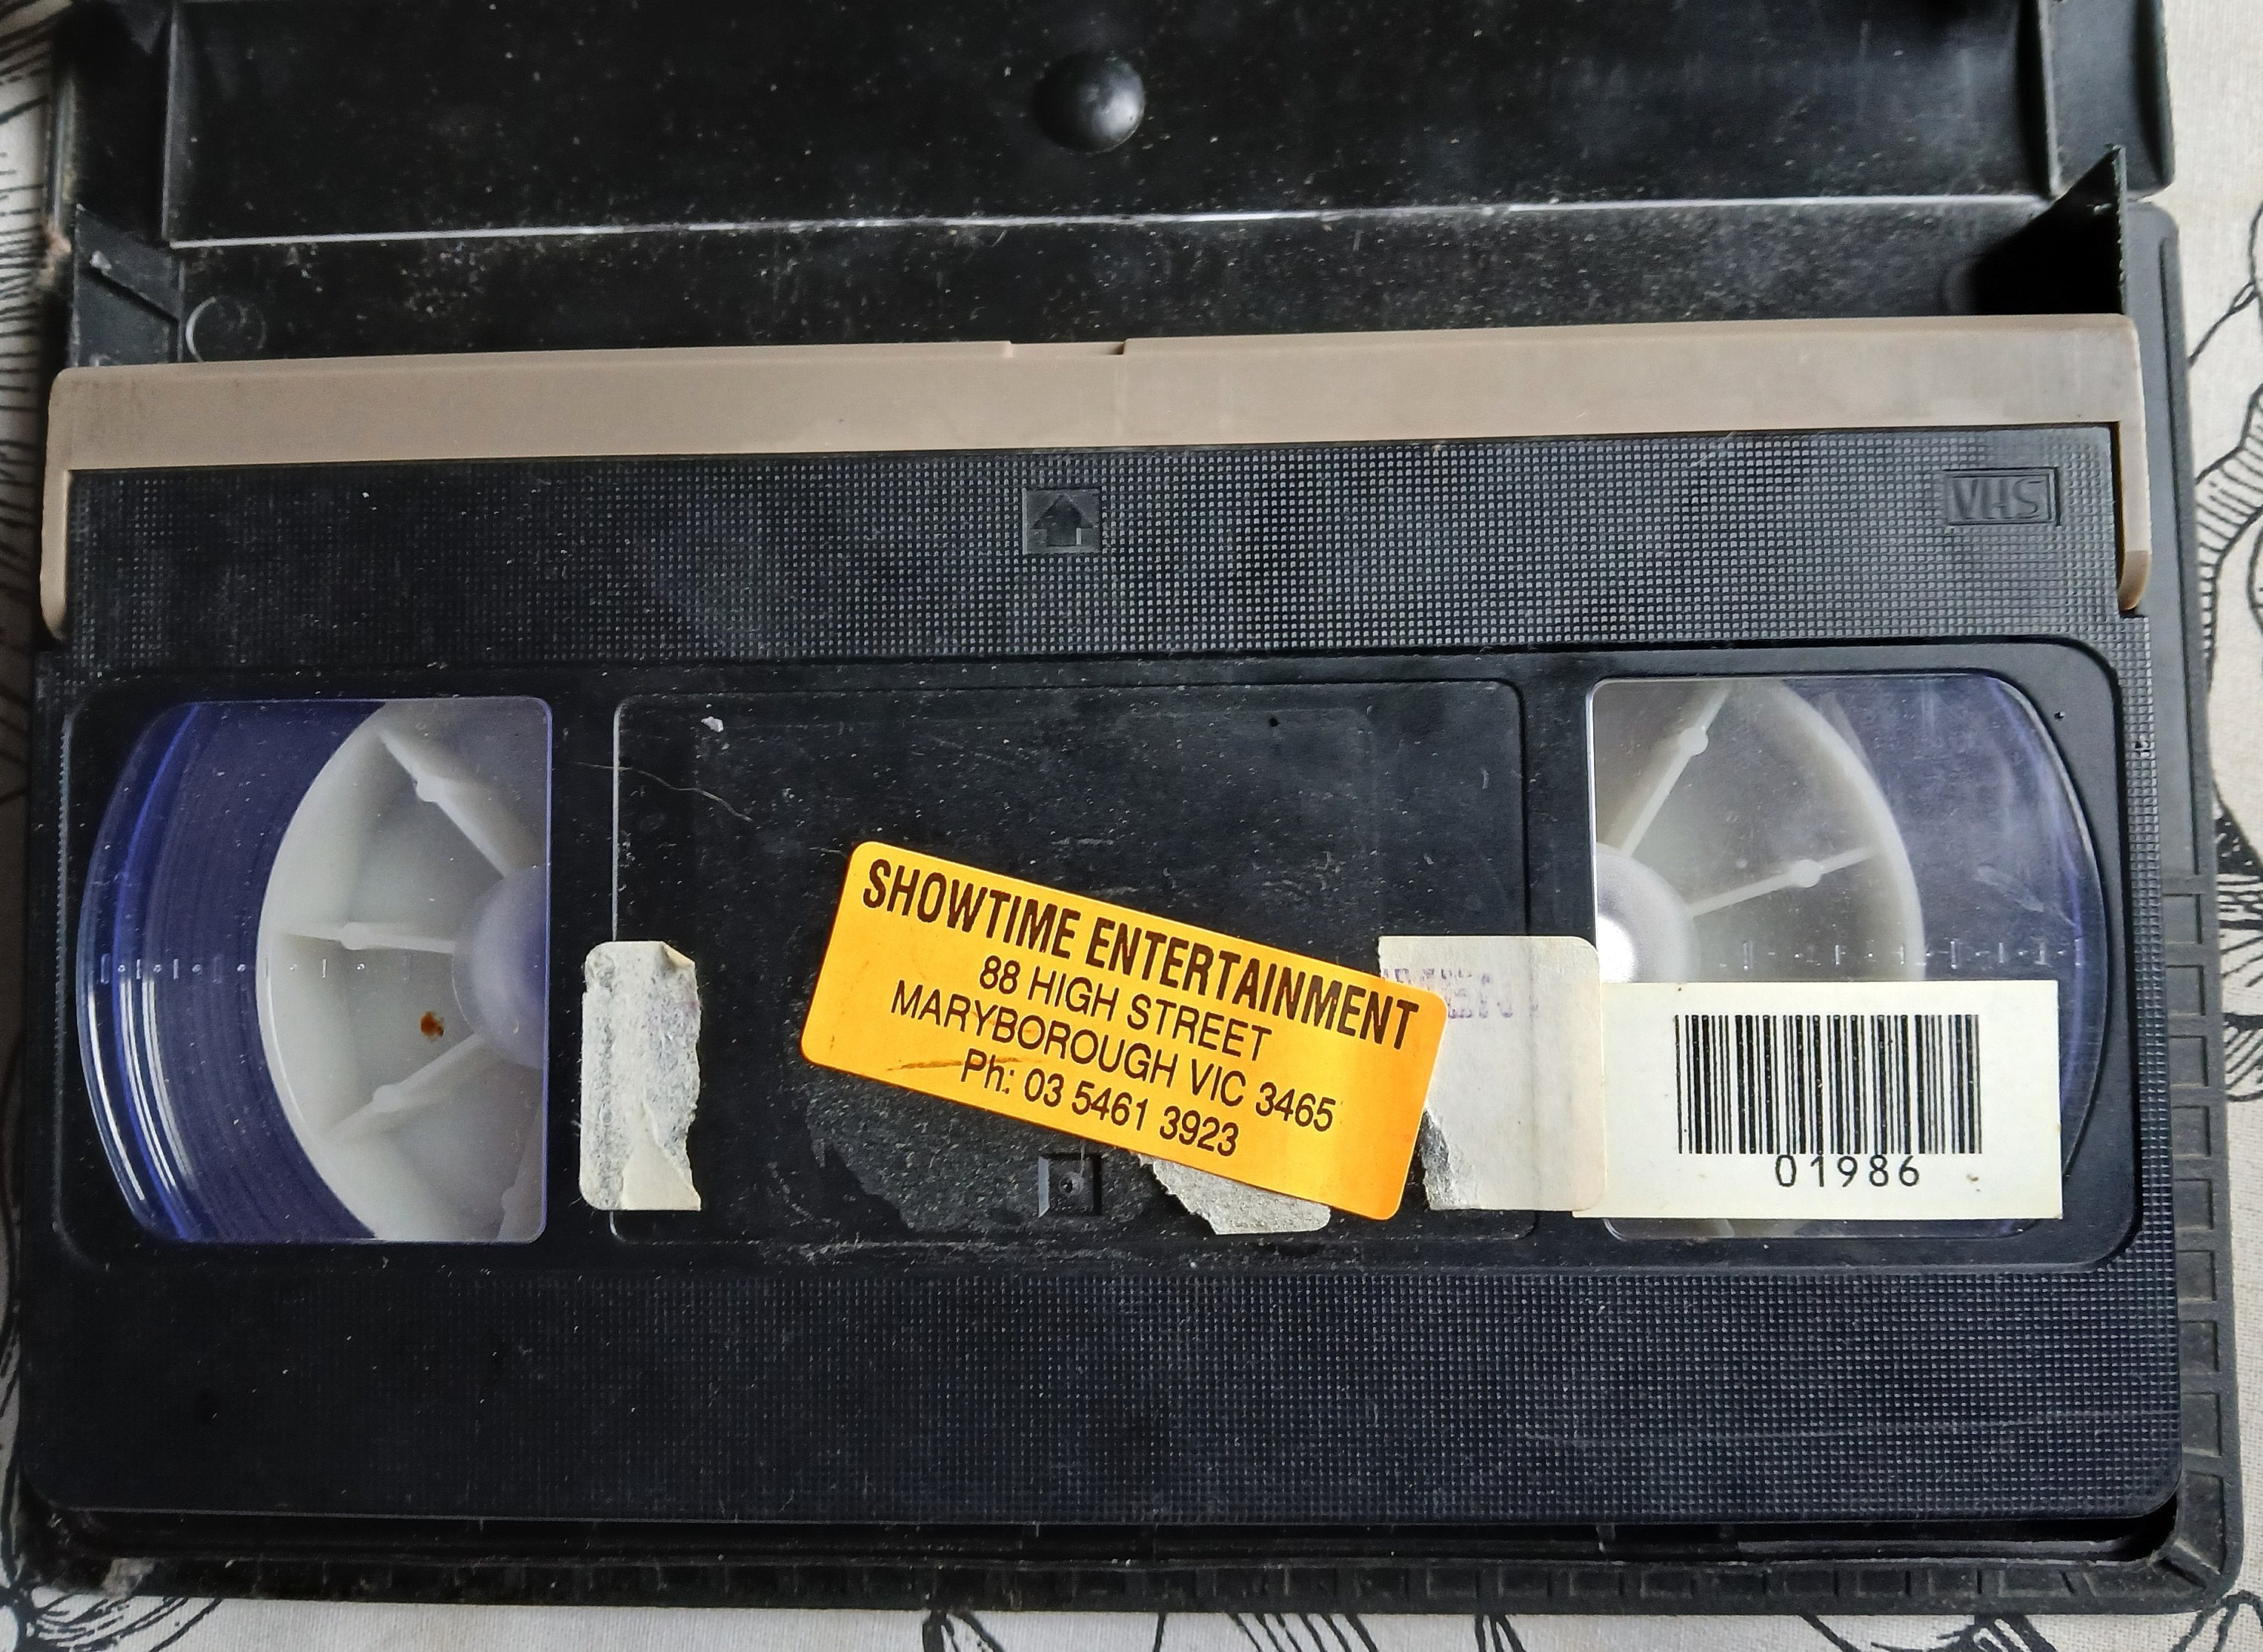 VHS
SHOWTIME ENTERTAINMENT
88 HIGH STREET
MARYBOROUGH VIC 3465
Ph: 03 5461 3923
01986